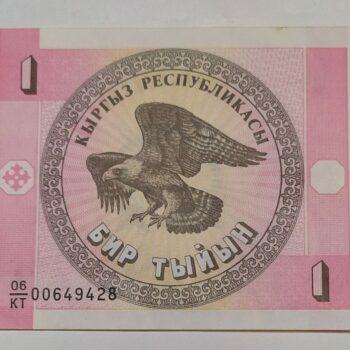 1
КЫРГЫЗ РЕСПУБЛИКАСЫ
БИР ТЫЙЫН
06
КТ 00649428
1